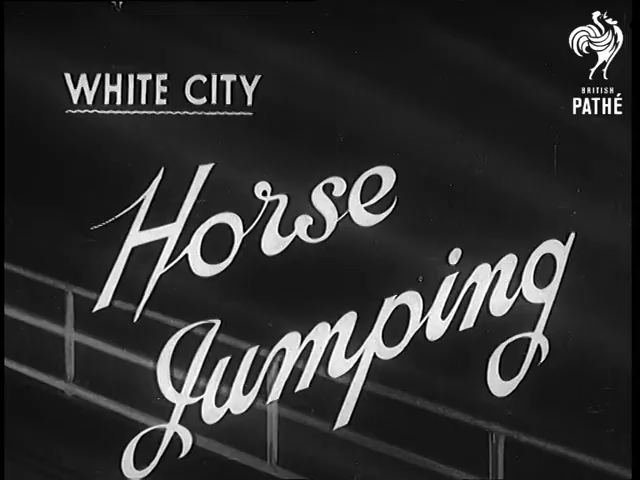 WHITE CITY
Horse
Jumping
BRITISH
PATHÉ